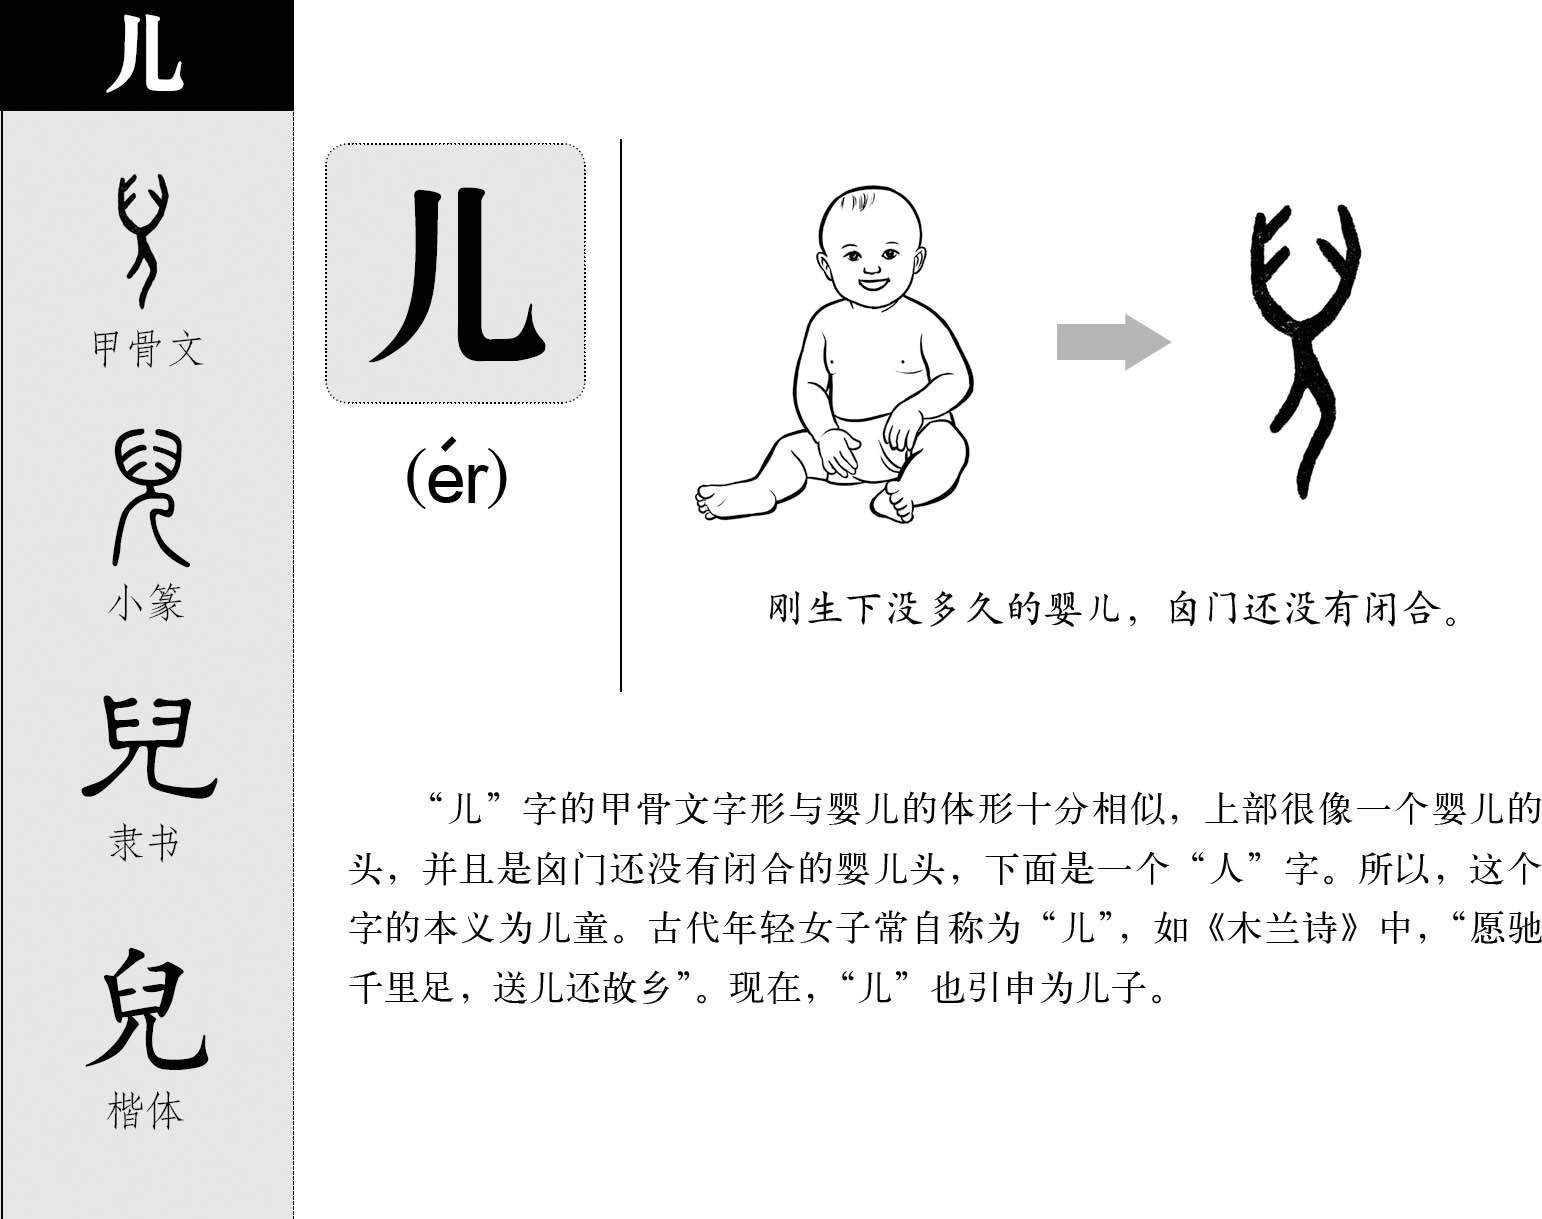 儿
甲骨文
小篆
兒
隶书
兒
楷体
儿
(ér)
刚生下没多久的婴儿，囟门还没有闭合。
“儿”字的甲骨文字形与婴儿的体形十分相似，上部很像一个婴儿的
头，并且是囟门还没有闭合的婴儿头，下面是一个“人”字。所以，这个
字的本义为儿童。古代年轻女子常自称为“儿”，如《木兰诗》中，“愿驰
千里足，送儿还故乡”。现在，“儿”也引申为儿子。